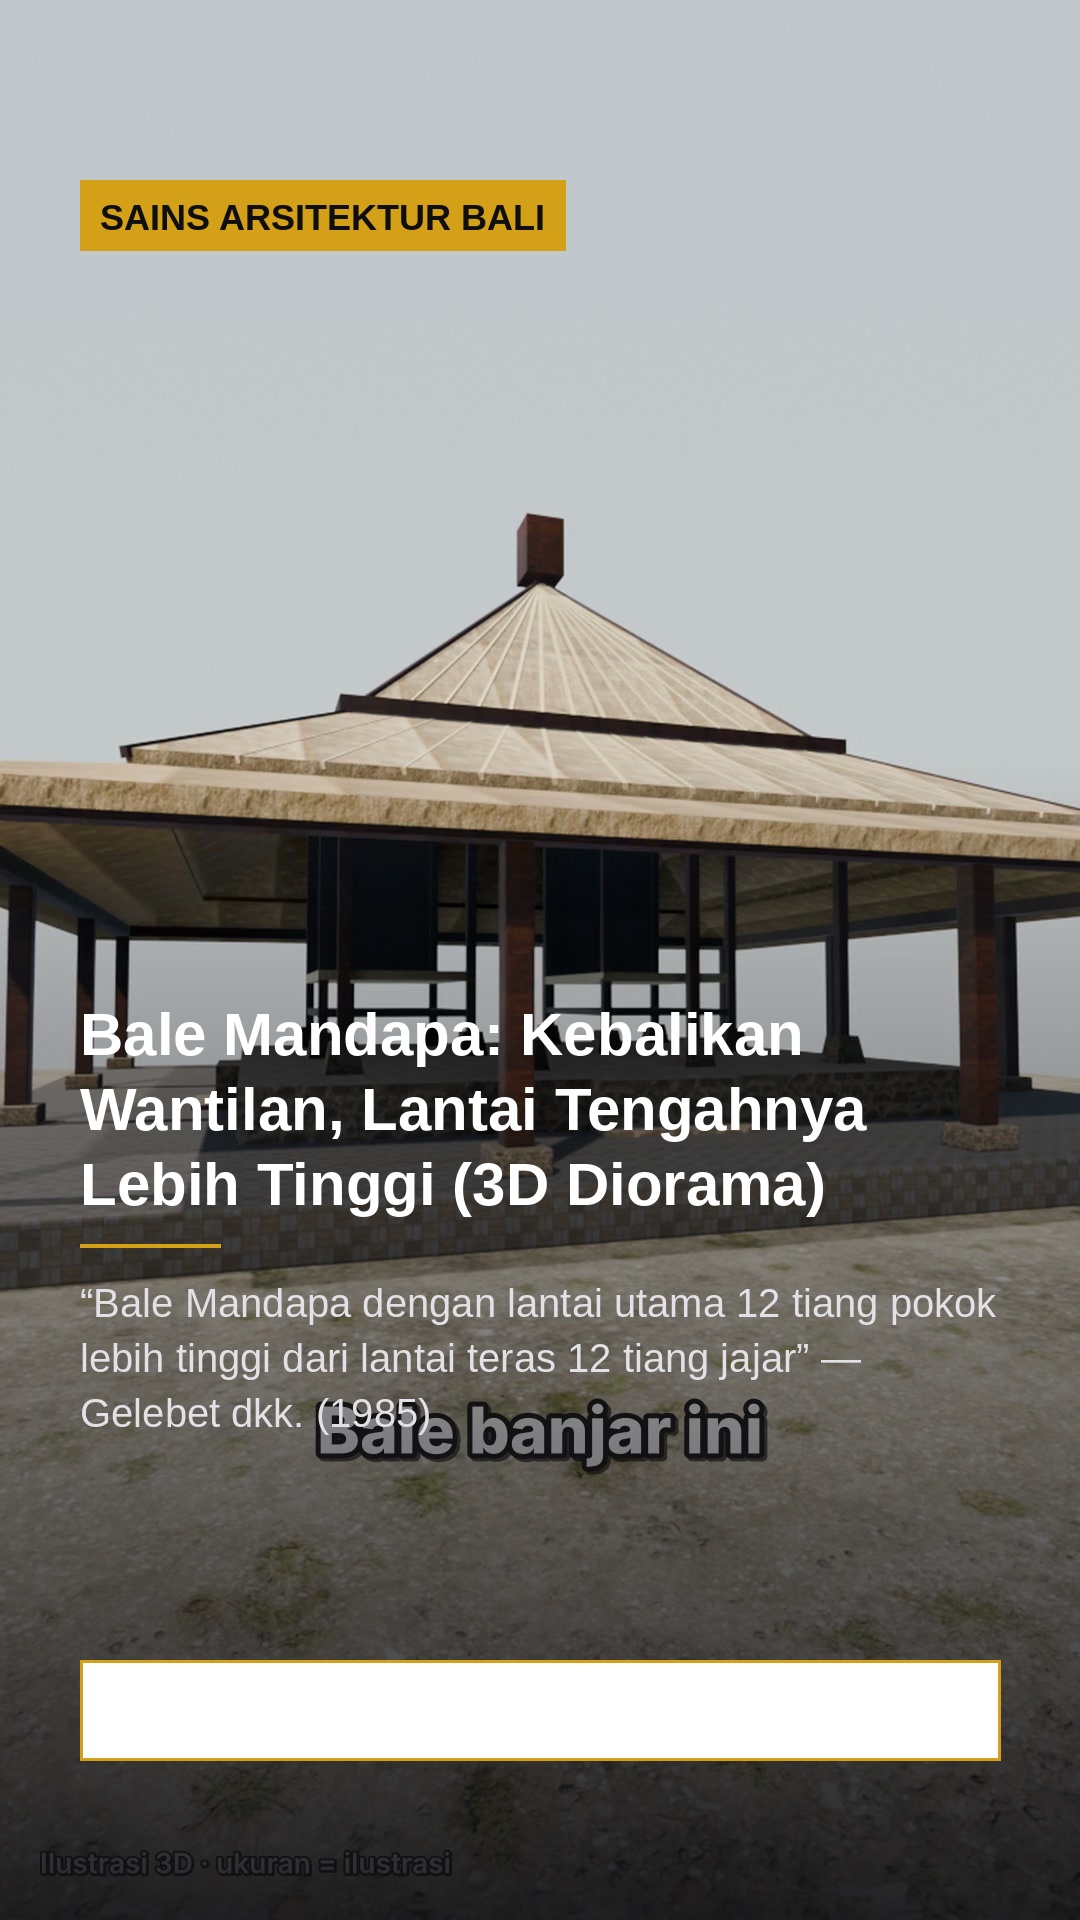 SAINS ARSITEKTUR BALI
Bale Mandapa: Kebalikan
Wantilan, Lantai Tengahnya
Lebih Tinggi (3D Diorama)
“Bale Mandapa dengan lantai utama 12 tiang pokok
lebih tinggi dari lantai teras 12 tiang jajar” —
Gelebet dkk. (1985)
Bale banjar ini
Ilustrasi 3D · ukuran = ilustrasi